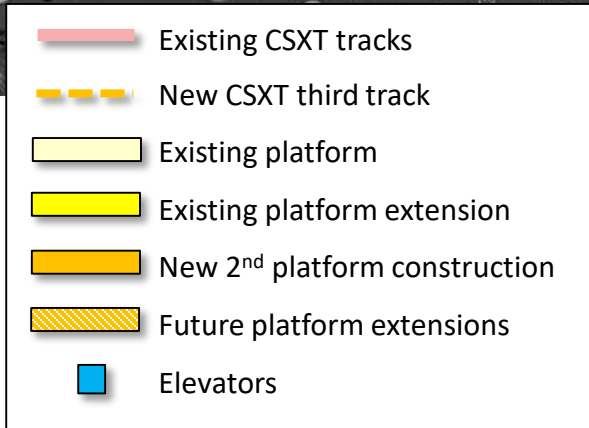 Existing CSXT tracks
New CSXT third track
Existing platform
Existing platform extension
New 2nd platform construction
Future platform extensions
Elevators